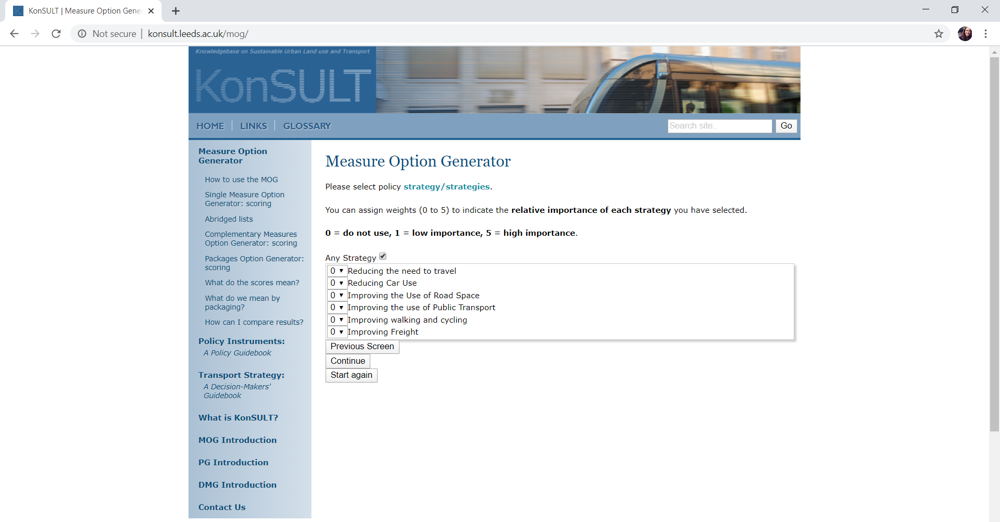 KonSULT | Measure Option Gene
Not secure | konsult.leeds.ac.uk/mog/
Knowledgebase on Sustainable Urban Land use and Transport
KonSULT
HOME
LINKS
GLOSSARY
Search site..
Go
Measure Option
Generator
How to use the MOG
Single Measure Option
Generator: scoring
Abridged lists
Complementary Measures
Option Generator: scoring
Packages Option Generator:
scoring
What do the scores mean?
What do we mean by
packaging?
How can I compare results?
Policy Instruments:
A Policy Guidebook
Transport Strategy:
A Decision-Makers'
Guidebook
What is KonSULT?
MOG Introduction
PG Introduction
DMG Introduction
Contact Us
Measure Option Generator
Please select policy strategy/strategies.
You can assign weights (0 to 5) to indicate the relative importance of each strategy you have selected.
0 = do not use, 1 = low importance, 5 = high importance.
Any Strategy
0 Reducing the need to travel
0 Reducing Car Use
0 Improving the Use of Road Space
0 Improving the use of Public Transport
0 Improving walking and cycling
0 Improving Freight
Previous Screen
Continue
Start again